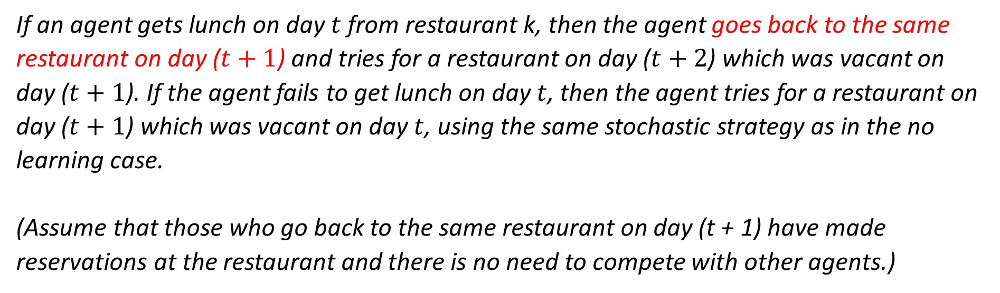 If an agent gets lunch on day t from restaurant k, then the agent goes back to the same
restaurant on day (t + 1) and tries for a restaurant on day (t + 2) which was vacant on
day (t + 1). If the agent fails to get lunch on day t, then the agent tries for a restaurant on
day (t + 1) which was vacant on day t, using the same stochastic strategy as in the no
learning case.
(Assume that those who go back to the same restaurant on day (t + 1) have made
reservations at the restaurant and there is no need to compete with other agents.)